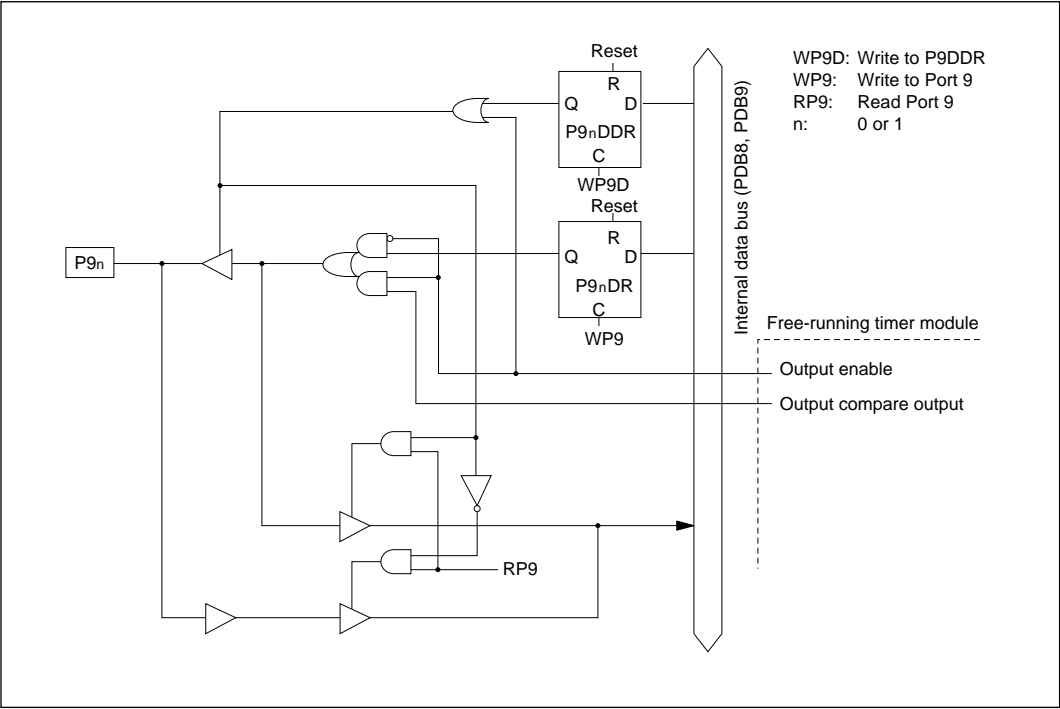 Reset
R
Q
D
P9nDDR
C
WP9D
Reset
R
Q
D
P9nDR
C
WP9
P9n
Internal data bus (PDB8, PDB9)
WP9D: Write to P9DDR
WP9: Write to Port 9
RP9: Read Port 9
n: 0 or 1
Free-running timer module
Output enable
Output compare output
RP9